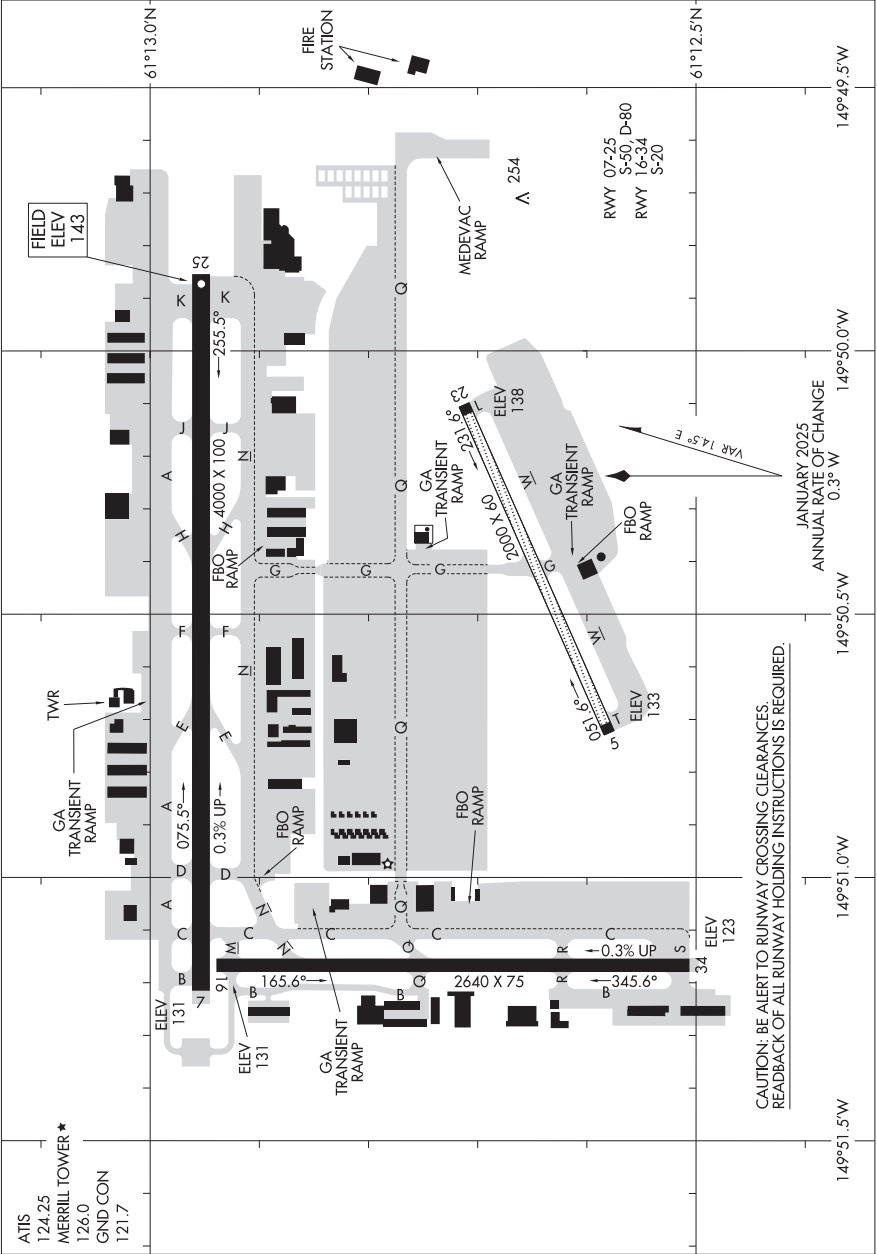 ATIS
124.25
MERRILL TOWER
126.0
GND CON
121.7
61°13.0'N
61°12.5'N
149°49.5'W
149°50.0'W
149°50.5'W
149°51.0'W
149°51.5'W
FIRE
STATION
FIELD
ELEV
143
25
K
K
255.5°
J
J
A
N
4000 X 100
H
H
FBO
RAMP
G
G
G
G
F
F
N
TWR
GA
TRANSIENT
RAMP
E
E
A
075.5°
0.3% UP
D
D
A
FBO
RAMP
N
N
C
C
C
C
C
M
B
7
ELEV
131
16
165.6°
B
ELEV
131
GA
TRANSIENT
RAMP
B
Q
Q
Q
Q
Q
Q
2640 X 75
R
R
0.3% UP
345.6°
B
S
34
ELEV
123
FBO
RAMP
MEDEVAC
RAMP
254
RWY 07-25
S-50, D-80
RWY 16-34
S-20
GA
TRANSIENT
RAMP
23
1
ELEV
138
231.6°
2000 X 60
W
W
GA
TRANSIENT
RAMP
FBO
RAMP
051.6°
5
1
ELEV
133
VAR 14.5° E
JANUARY 2025
ANNUAL RATE OF CHANGE
0.3° W
CAUTION: BE ALERT TO RUNWAY CROSSING CLEARANCES.
READBACK OF ALL RUNWAY HOLDING INSTRUCTIONS IS REQUIRED.